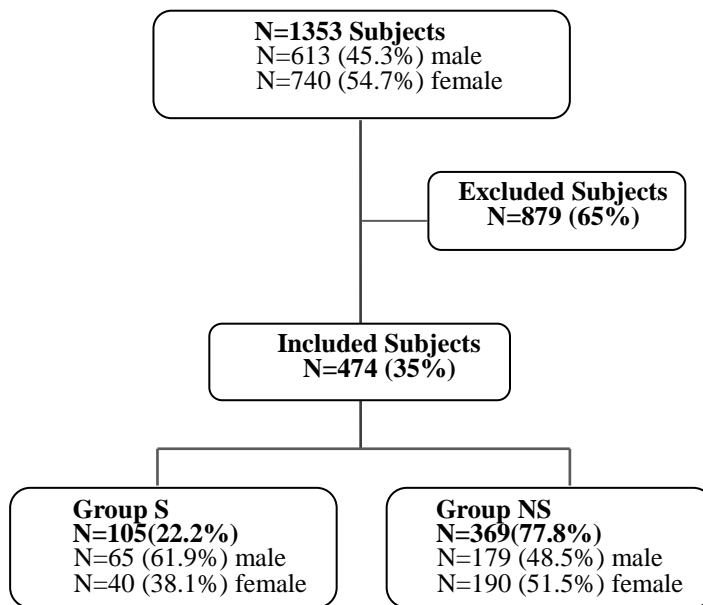 N=1353 Subjects
N=613 (45.3%) male
N=740 (54.7%) female
Excluded Subjects
N=879 (65%)
Included Subjects
N=474 (35%)
Group S
N=105(22.2%)
N=65 (61.9%) male
N=40 (38.1%) female
Group NS
N=369(77.8%)
N=179 (48.5%) male
N=190 (51.5%) female